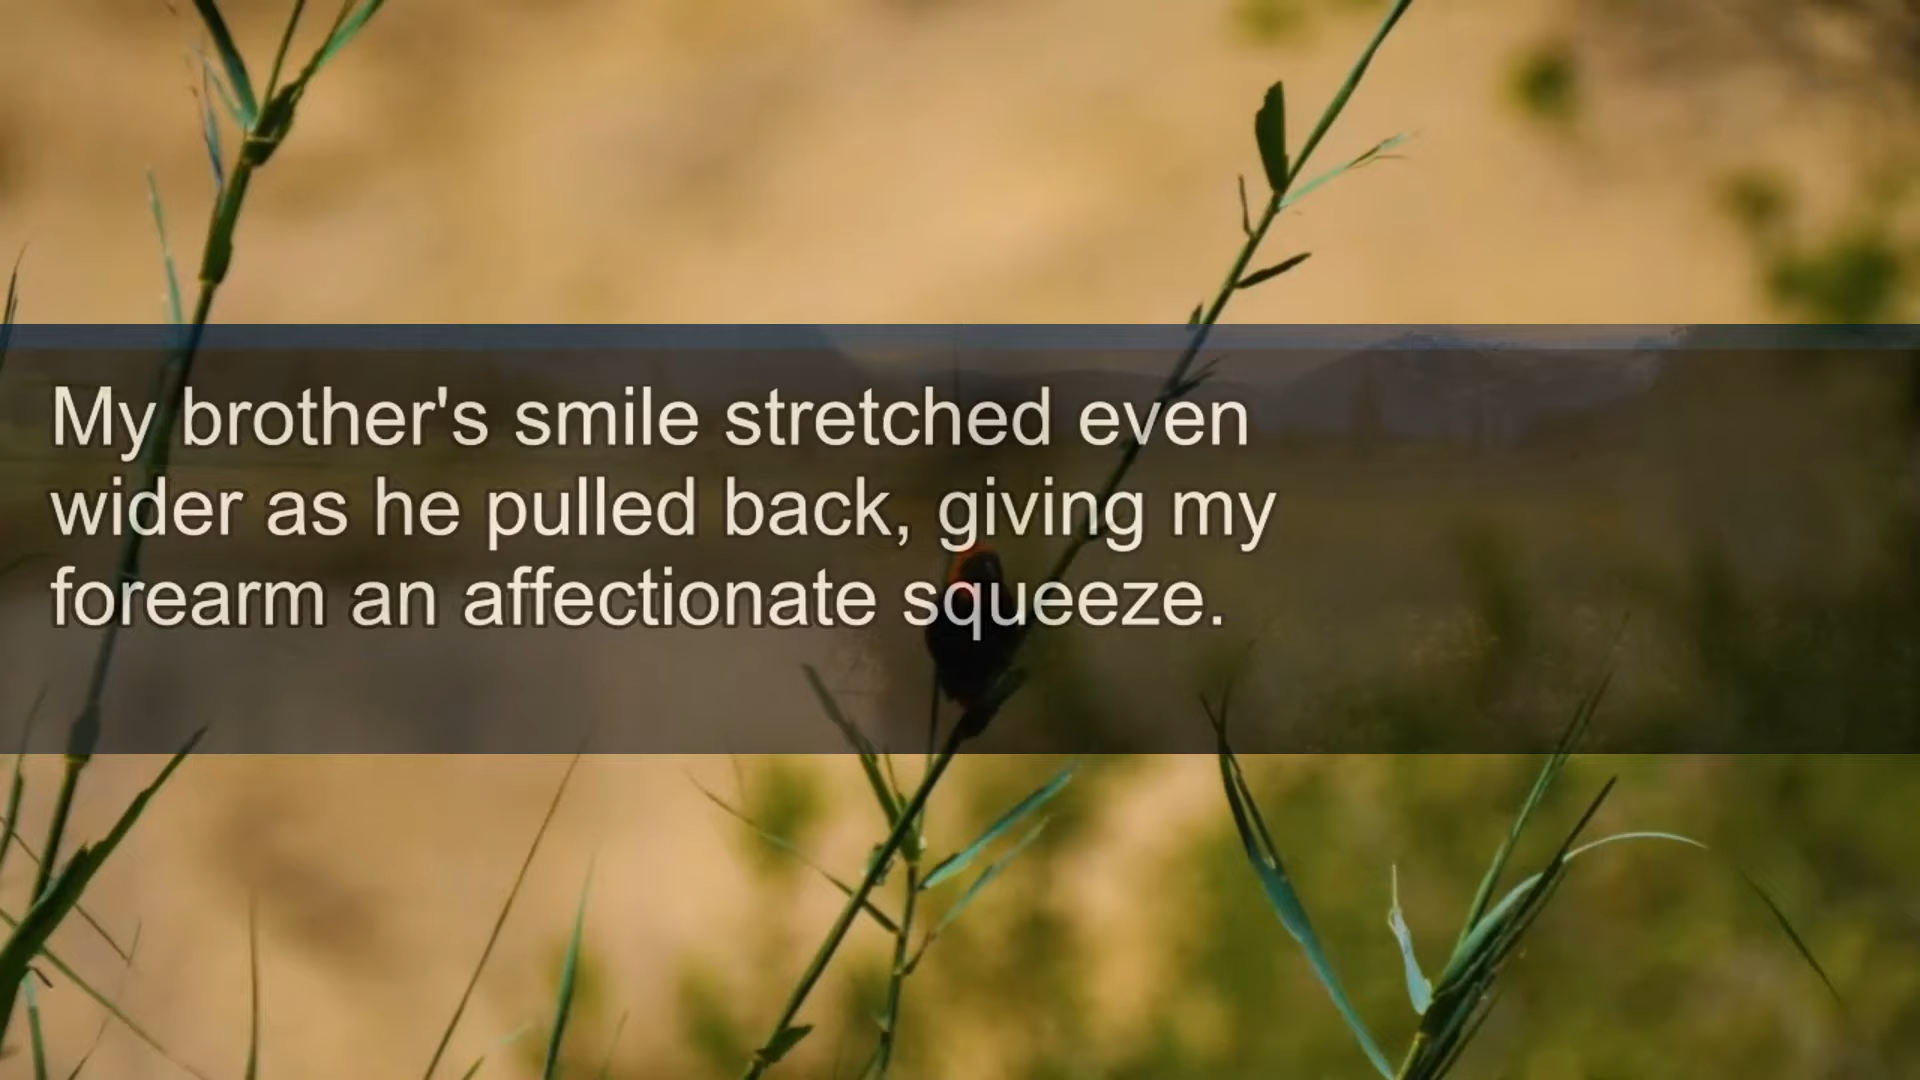 My brother's smile stretched even
wider as he pulled back, giving my
forearm an affectionate squeeze.